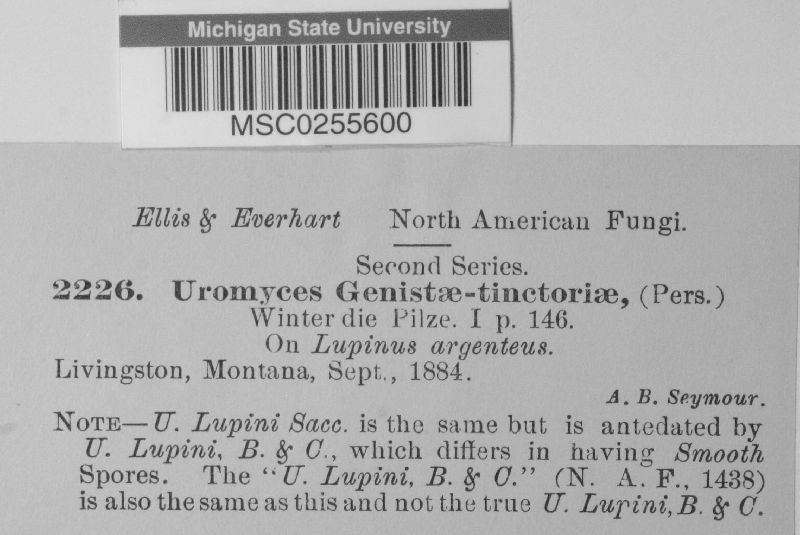 Michigan State University
MSC0255600
Ellis & Everhart North American Fungi.
Second Series.
2226. Uromyces Genistæ-tinctoriæ, (Pers.)
Winter die Pilze. I p. 146.
On Lupinus argenteus.
Livingston, Montana, Sept., 1884.
A. B. Seymour.
NOTE—U. Lupini Sacc. is the same but is antedated by
U. Lupini, B. & C., which differs in having Smooth
Spores. The "U. Lupini, B. & C." (N. A. F., 1438)
is also the same as this and not the true U. Lupini, B. & C.